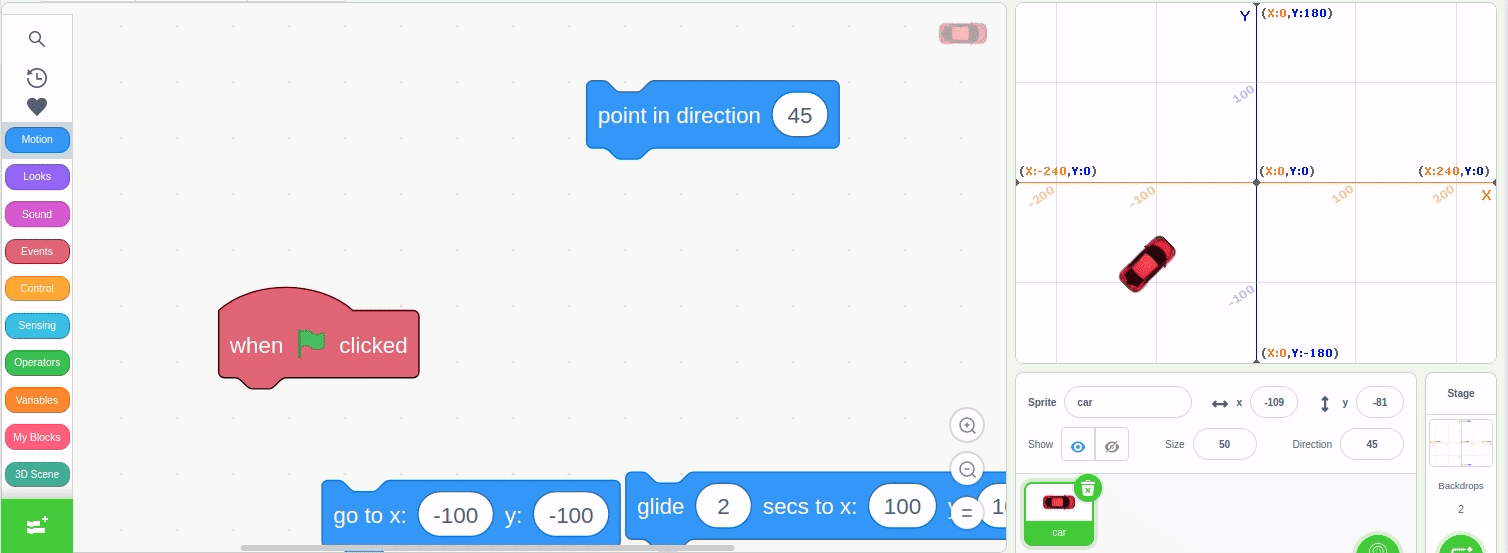 Motion
Looks
Sound
Events
Control
Sensing
Operators
Variables
My Blocks
3D Scene
point in direction 45
when clicked
go to x: -100 y: -100
glide 2 secs to x: 100 y
Y (X:0,Y:180)
100
(X:-240,Y:0) (X:0,Y:0) (X:240,Y:0)
-200 -100 100 200 X
-100
(X:0,Y:-180)
Sprite car x -109 y -81
Show Size 50 Direction 45
car
Stage
Backdrops
2